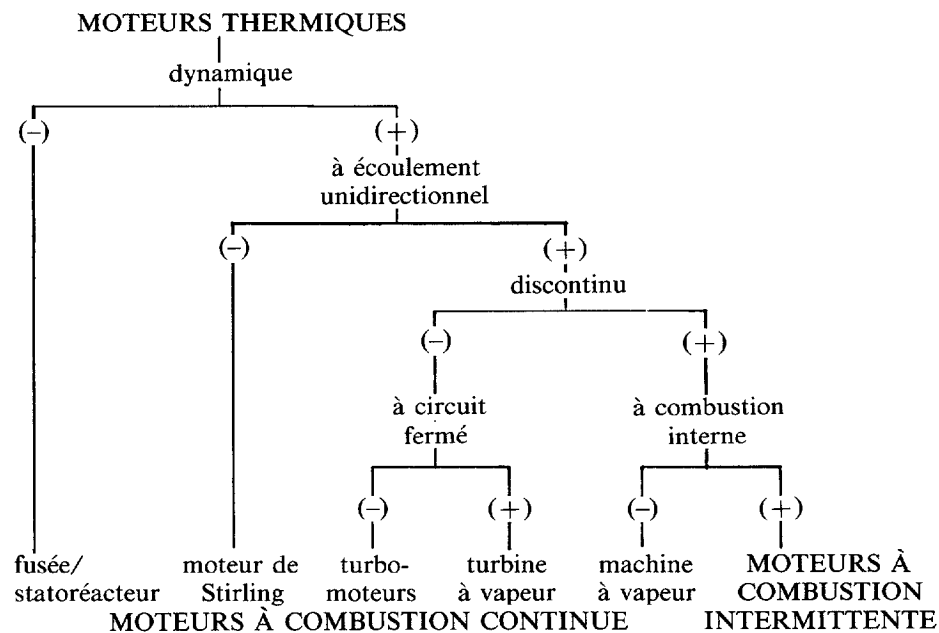 MOTEURS THERMIQUES
dynamique
(–) (+)
à écoulement
unidirectionnel
(–) (+)
discontinu
(–) (+)
à circuit à combustion
fermé interne
(–) (+) (–) (+)
fusée/ moteur de turbo- turbine machine MOTEURS À
statoréacteur Stirling moteurs à vapeur à vapeur COMBUSTION
MOTEURS À COMBUSTION CONTINUE INTERMITTENTE